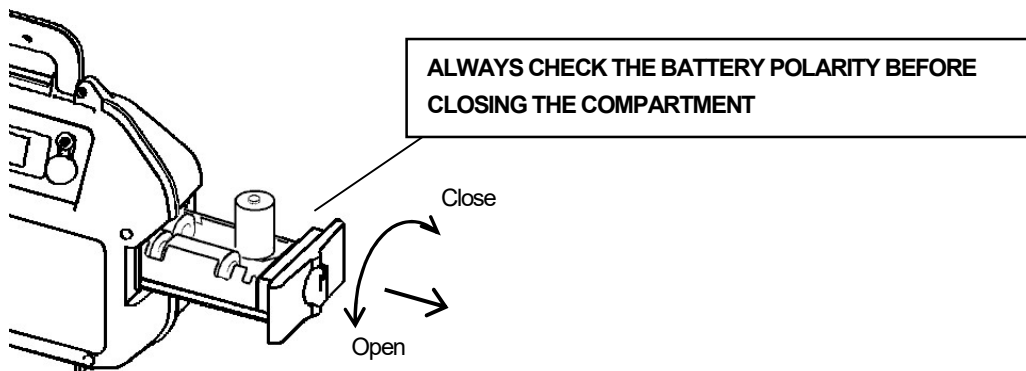 ALWAYS CHECK THE BATTERY POLARITY BEFORE
CLOSING THE COMPARTMENT
Close
Open